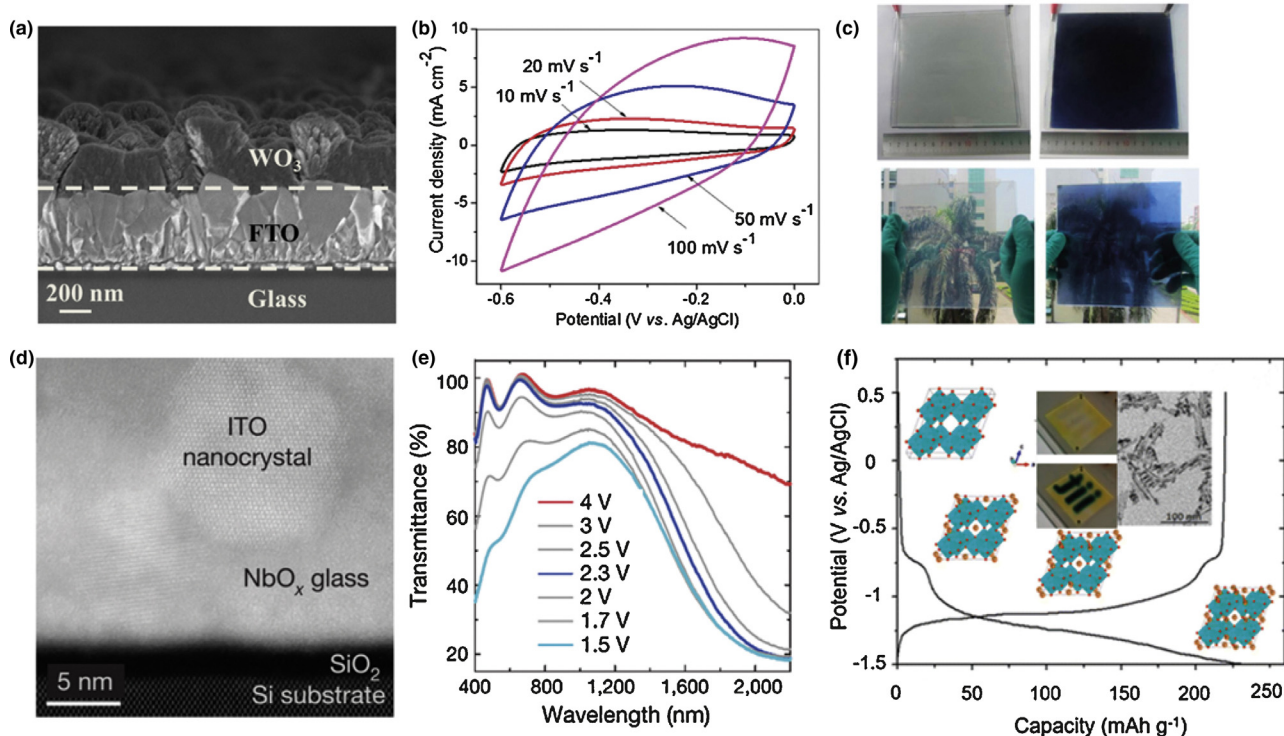 (a)
WO3
FTO
200 nm
Glass
(b)
Current density (mA cm-2)
10
5
0
-5
-10
20 mV s-1
10 mV s-1
50 mV s-1
100 mV s-1
-0.6
-0.4
-0.2
0.0
Potential (V vs. Ag/AgCl)
(c)
(d)
ITO
nanocrystal
NbOx glass
SiO2
5 nm
Si substrate
(e)
Transmittance (%)
100
80
60
40
20
4 V
3 V
2.5 V
2.3 V
2 V
1.7 V
1.5 V
400
800
1,200
1,600
2,000
Wavelength (nm)
(f)
Potential (V vs. Ag/AgCl)
0.5
0
-0.5
-1
-1.5
100 nm
0
50
100
150
200
250
Capacity (mAh g-1)